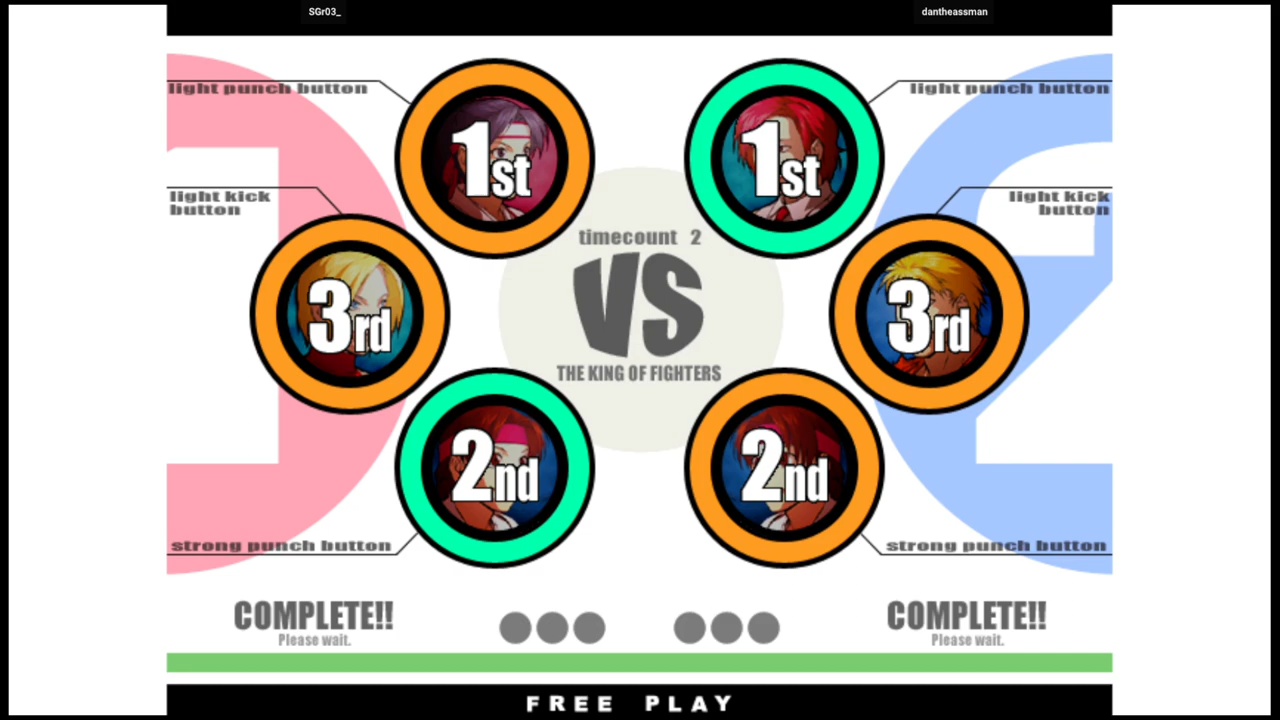 SGr03_
dantheassman
light punch button
light punch button
1st
1st
light kick
button
light kick
button
timecount 2
VS
THE KING OF FIGHTERS
3rd
3rd
2nd
2nd
strong punch button
strong punch button
COMPLETE!!
Please wait.
COMPLETE!!
Please wait.
FREE PLAY